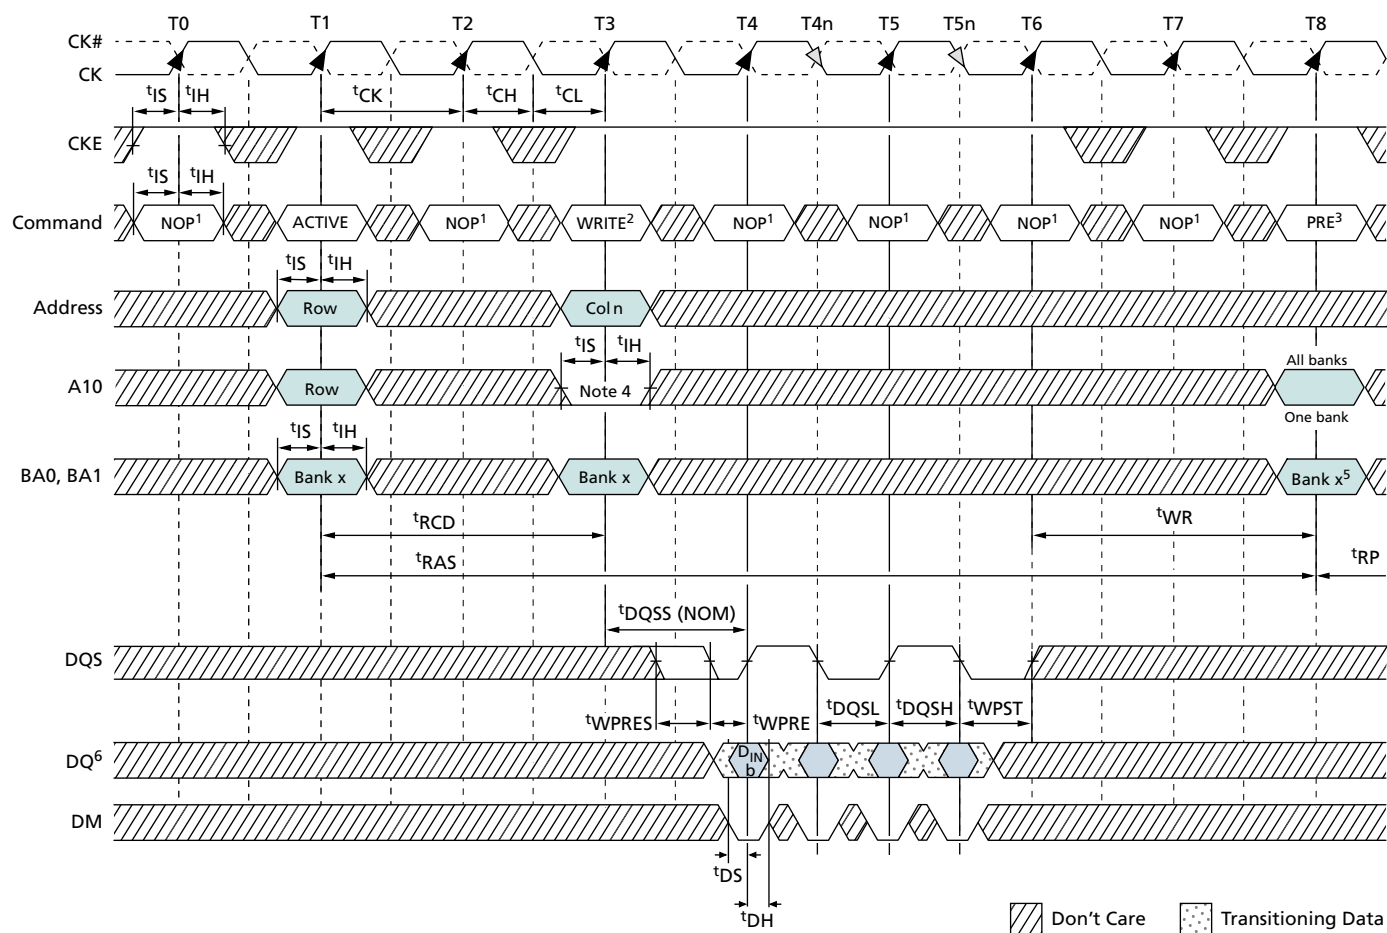 T0 T1 T2 T3 T4 T4n T5 T5n T6 T7 T8
CK#
CK
tIS tIH tCK tCH tCL
CKE
tIS tIH
Command NOP1 ACTIVE NOP1 WRITE2 NOP1 NOP1 NOP1 NOP1 PRE3
tIS tIH
Address Row Col n
tIS tIH
All banks
A10 Row Note 4
One bank
tIS tIH
BA0, BA1 Bank x Bank x Bank x5
tRCD tWR
tRAS tRP
tDQSS (NOM)
DQS
tWPRES tWPRE tDQSL tDQSH tWPST
DQ6 DIN
b
DM
tDS
tDH
Don't Care Transitioning Data